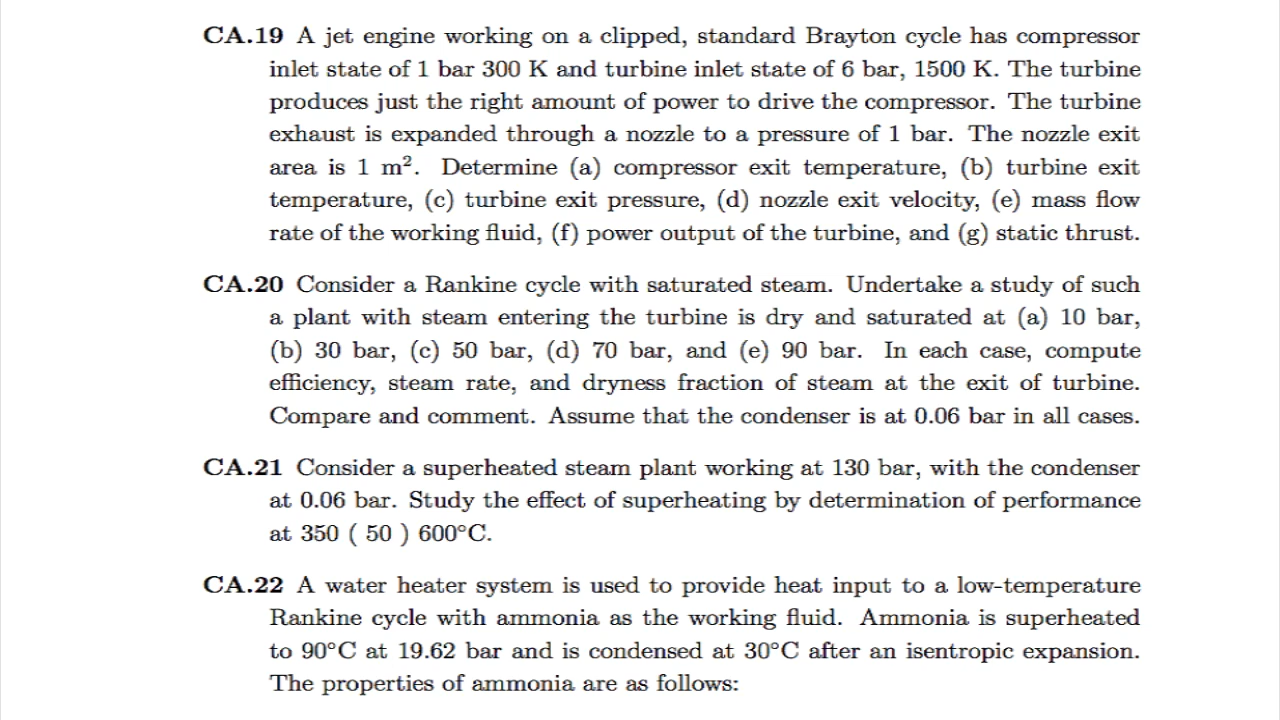 CA.19 A jet engine working on a clipped, standard Brayton cycle has compressor
inlet state of 1 bar 300 K and turbine inlet state of 6 bar, 1500 K. The turbine
produces just the right amount of power to drive the compressor. The turbine
exhaust is expanded through a nozzle to a pressure of 1 bar. The nozzle exit
area is 1 m². Determine (a) compressor exit temperature, (b) turbine exit
temperature, (c) turbine exit pressure, (d) nozzle exit velocity, (e) mass flow
rate of the working fluid, (f) power output of the turbine, and (g) static thrust.
CA.20 Consider a Rankine cycle with saturated steam. Undertake a study of such
a plant with steam entering the turbine is dry and saturated at (a) 10 bar,
(b) 30 bar, (c) 50 bar, (d) 70 bar, and (e) 90 bar. In each case, compute
efficiency, steam rate, and dryness fraction of steam at the exit of turbine.
Compare and comment. Assume that the condenser is at 0.06 bar in all cases.
CA.21 Consider a superheated steam plant working at 130 bar, with the condenser
at 0.06 bar. Study the effect of superheating by determination of performance
at 350 ( 50 ) 600°C.
CA.22 A water heater system is used to provide heat input to a low-temperature
Rankine cycle with ammonia as the working fluid. Ammonia is superheated
to 90°C at 19.62 bar and is condensed at 30°C after an isentropic expansion.
The properties of ammonia are as follows: